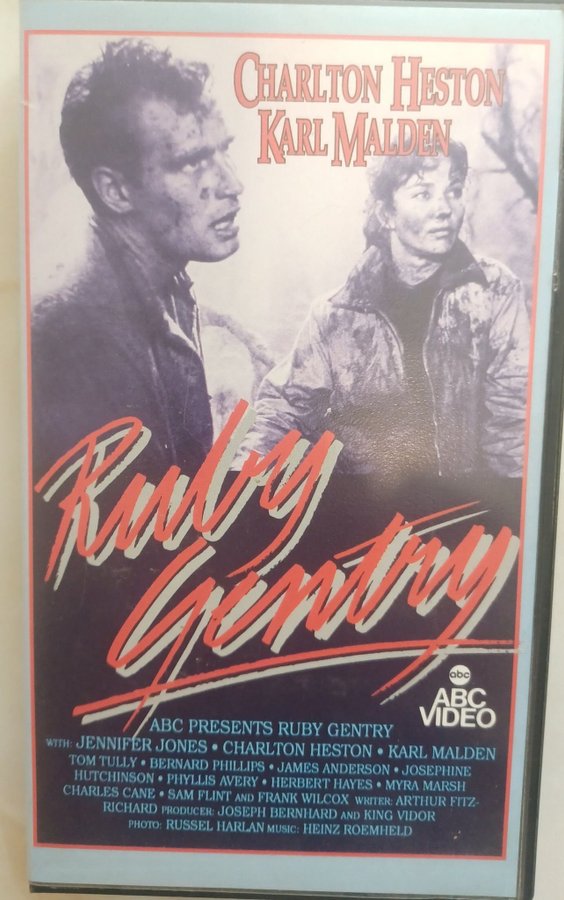 CHARLTON HESTON
KARL MALDEN
Ruby
Gentry
abc
ABC
VIDEO
ABC PRESENTS RUBY GENTRY
WITH: JENNIFER JONES • CHARLTON HESTON • KARL MALDEN
TOM TULLY • BERNARD PHILLIPS • JAMES ANDERSON • JOSEPHINE
HUTCHINSON • PHYLLIS AVERY • HERBERT HAYES • MYRA MARSH
CHARLES CANE • SAM FLINT AND FRANK WILCOX WRITER: ARTHUR FITZ-
RICHARD PRODUCER: JOSEPH BERNHARD AND KING VIDOR
PHOTO: RUSSEL HARLAN MUSIC: HEINZ ROEMHELD